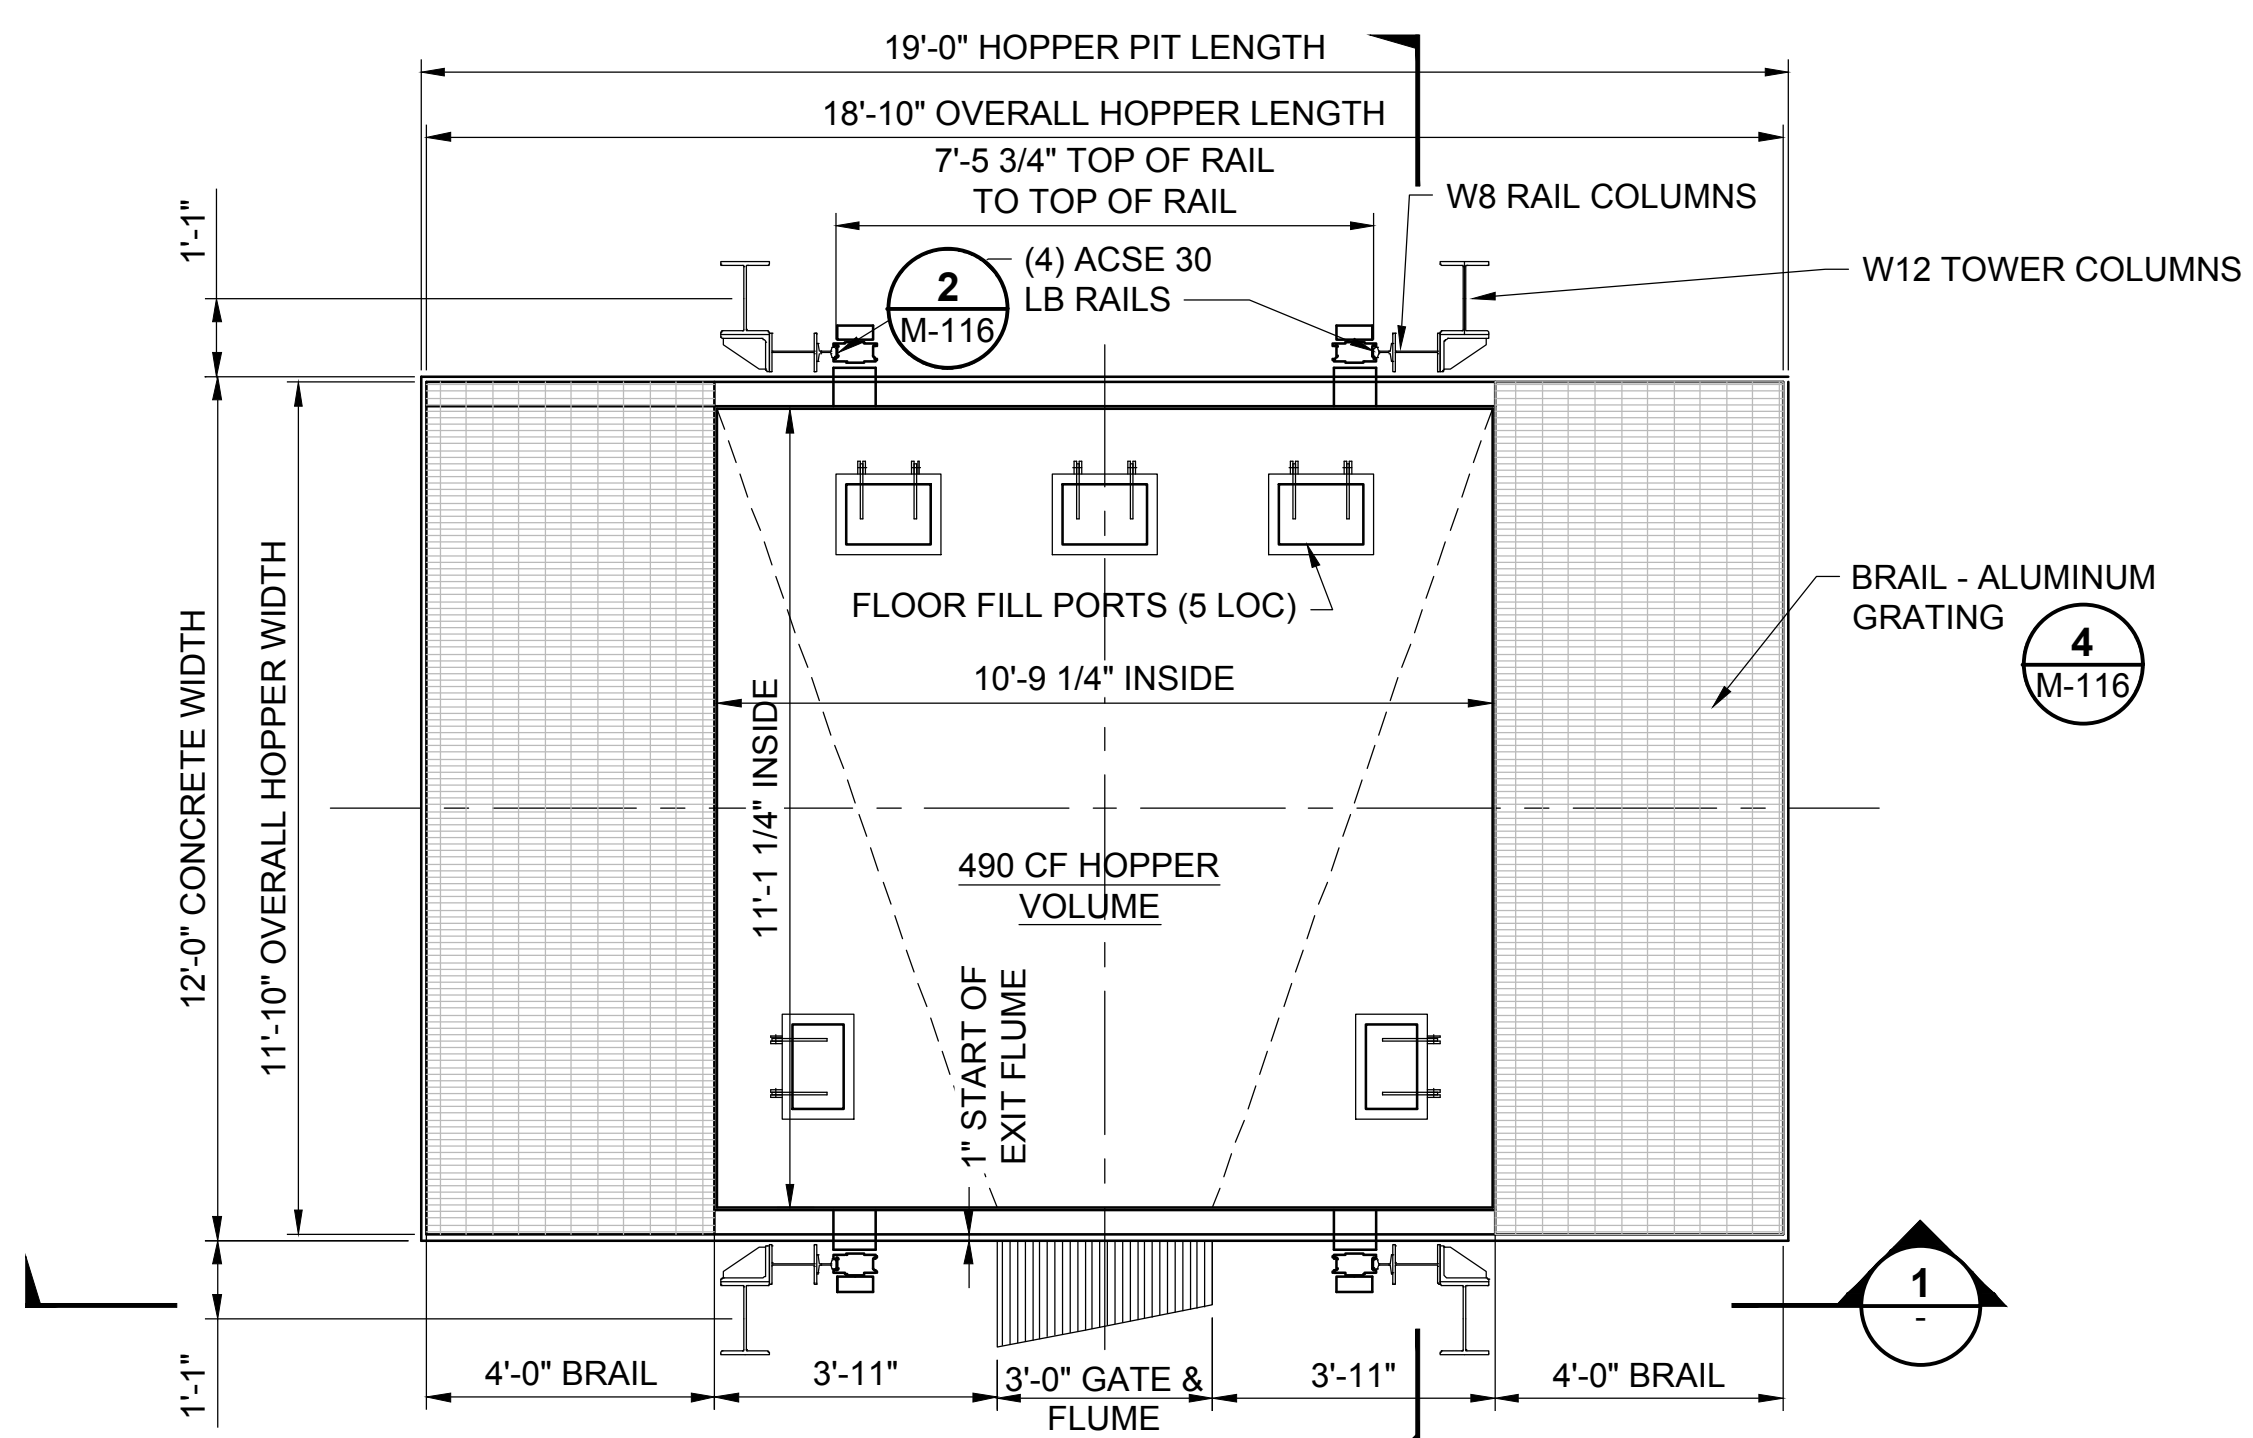 19'-0" HOPPER PIT LENGTH
18'-10" OVERALL HOPPER LENGTH
7'-5 3/4" TOP OF RAIL
TO TOP OF RAIL
W8 RAIL COLUMNS
1'-1"
(4) ACSE 30
LB RAILS
2
M-116
W12 TOWER COLUMNS
FLOOR FILL PORTS (5 LOC)
BRAIL - ALUMINUM
GRATING
4
M-116
10'-9 1/4" INSIDE
11'-1 1/4" INSIDE
12'-0" CONCRETE WIDTH
11'-10" OVERALL HOPPER WIDTH
490 CF HOPPER
VOLUME
1" START OF
EXIT FLUME
1
-
1'-1"
4'-0" BRAIL
3'-11"
3'-0" GATE &
FLUME
3'-11"
4'-0" BRAIL